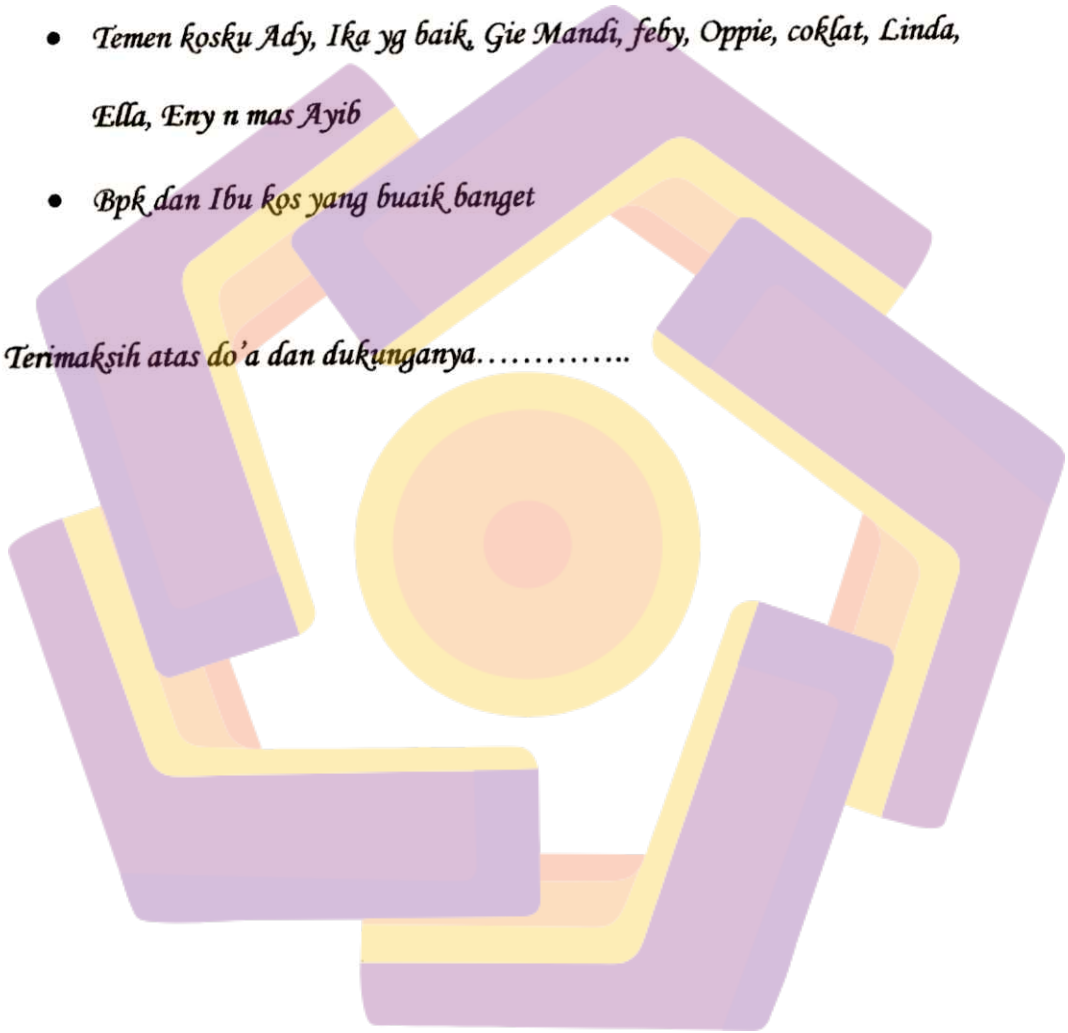 • Temen kosku Ady, Ika yg baik, Gie Mandi, feby, Oppie, coklat, Linda,
Ella, Eny n mas Ayib
• Bpk dan Ibu kos yang buaik banget
Terimaksih atas do'a dan dukunganya…………..